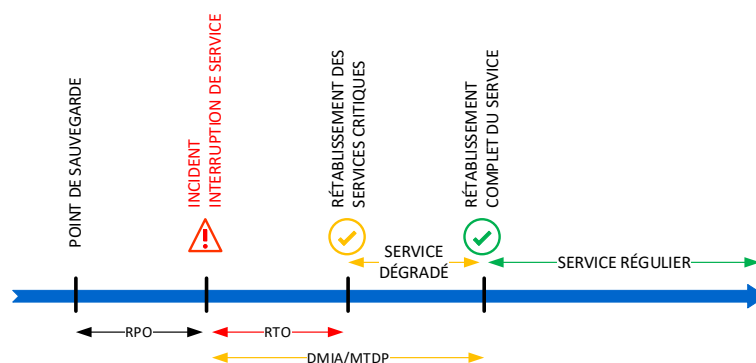 POINT DE SAUVEGARDE
INCIDENT
INTERRUPTION DE SERVICE
RÉTABLISSEMENT DES
SERVICES CRITIQUES
RÉTABLISSEMENT
COMPLET DU SERVICE
SERVICE
DÉGRADÉ
SERVICE RÉGULIER
RPO
RTO
DMIA/MTDP